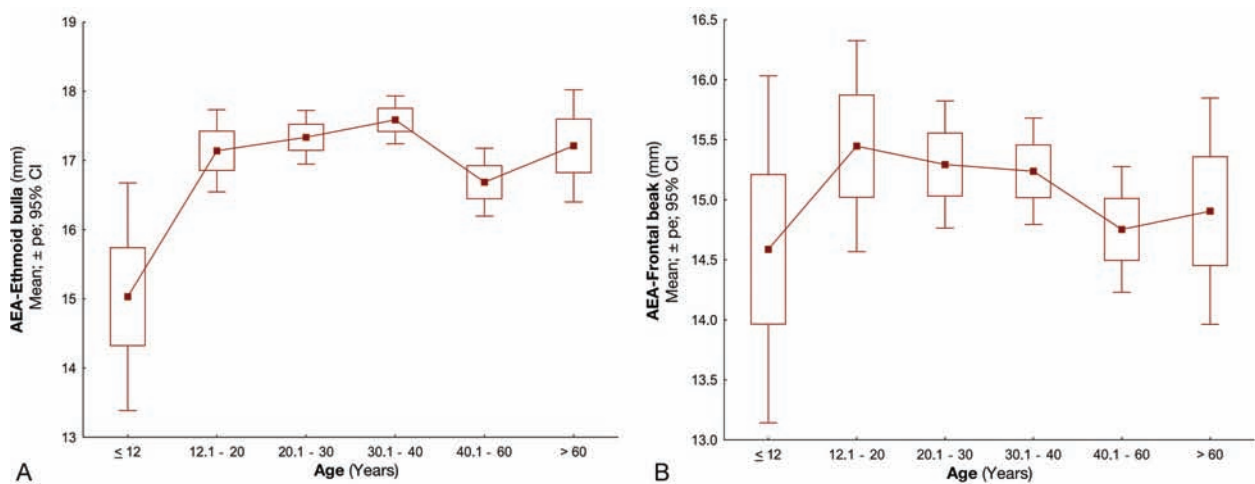 AEA-Ethmoid bulla (mm)
Mean; ± pe; 95% CI
19
18
17
16
15
14
13
≤ 12
12.1 - 20
20.1 - 30
30.1 - 40
40.1 - 60
> 60
Age (Years)
A
AEA-Frontal beak (mm)
Mean; ± pe; 95% CI
16.5
16.0
15.5
15.0
14.5
14.0
13.5
13.0
≤ 12
12.1 - 20
20.1 - 30
30.1 - 40
40.1 - 60
> 60
Age (Years)
B